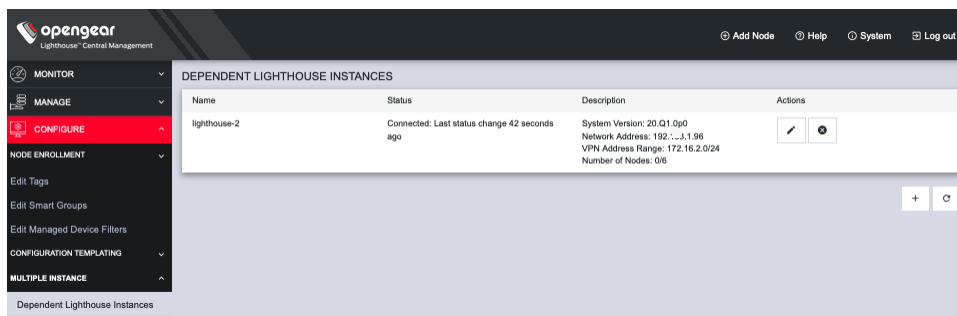 opengear
Lighthouse™ Central Management
Add Node
Help
System
Log out
MONITOR
MANAGE
CONFIGURE
NODE ENROLLMENT
Edit Tags
Edit Smart Groups
Edit Managed Device Filters
CONFIGURATION TEMPLATING
MULTIPLE INSTANCE
Dependent Lighthouse Instances
DEPENDENT LIGHTHOUSE INSTANCES
Name Status Description Actions
lighthouse-2
Connected: Last status change 42 seconds
ago
System Version: 20.Q1.0p0
Network Address:
VPN Address Range: 172.16.2.0/24
Number of Nodes: 0/6